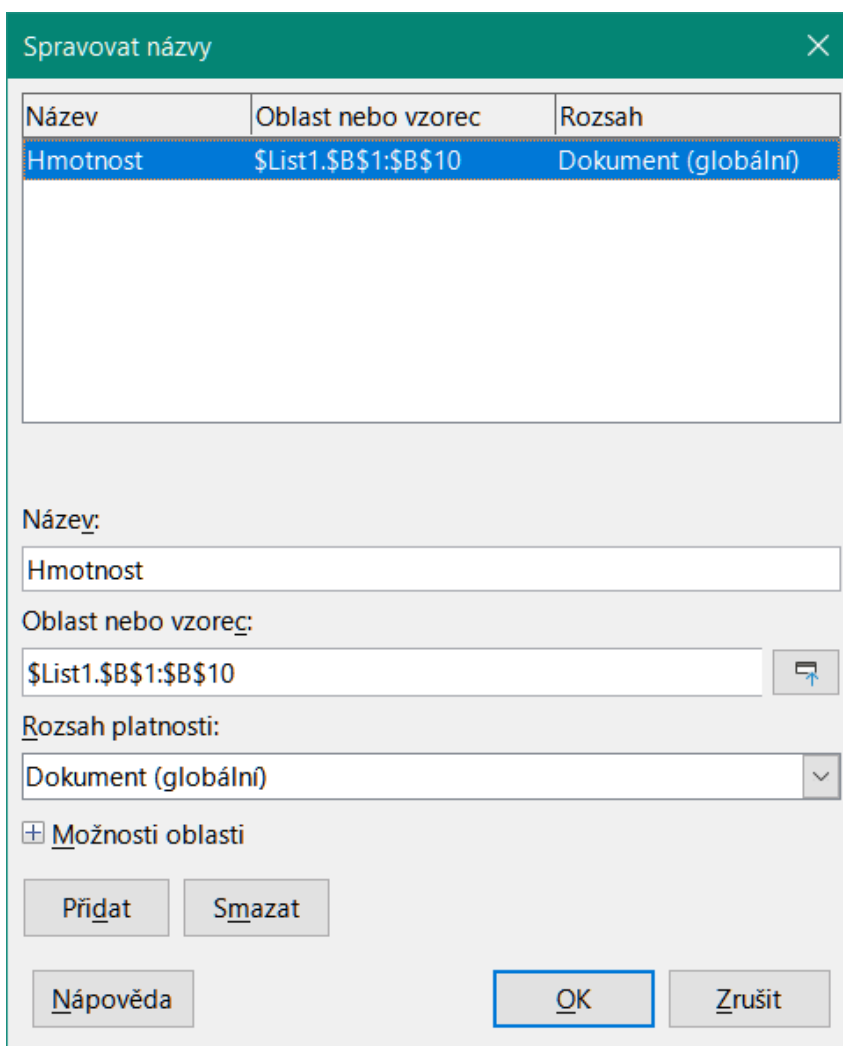 Spravovat názvy
Název Oblast nebo vzorec Rozsah
Hmotnost $List1.$B$1:$B$10 Dokument (globální)
Název:
Hmotnost
Oblast nebo vzorec:
$List1.$B$1:$B$10
Rozsah platnosti:
Dokument (globální)
Možnosti oblasti
Přidat Smazat
Nápověda OK Zrušit